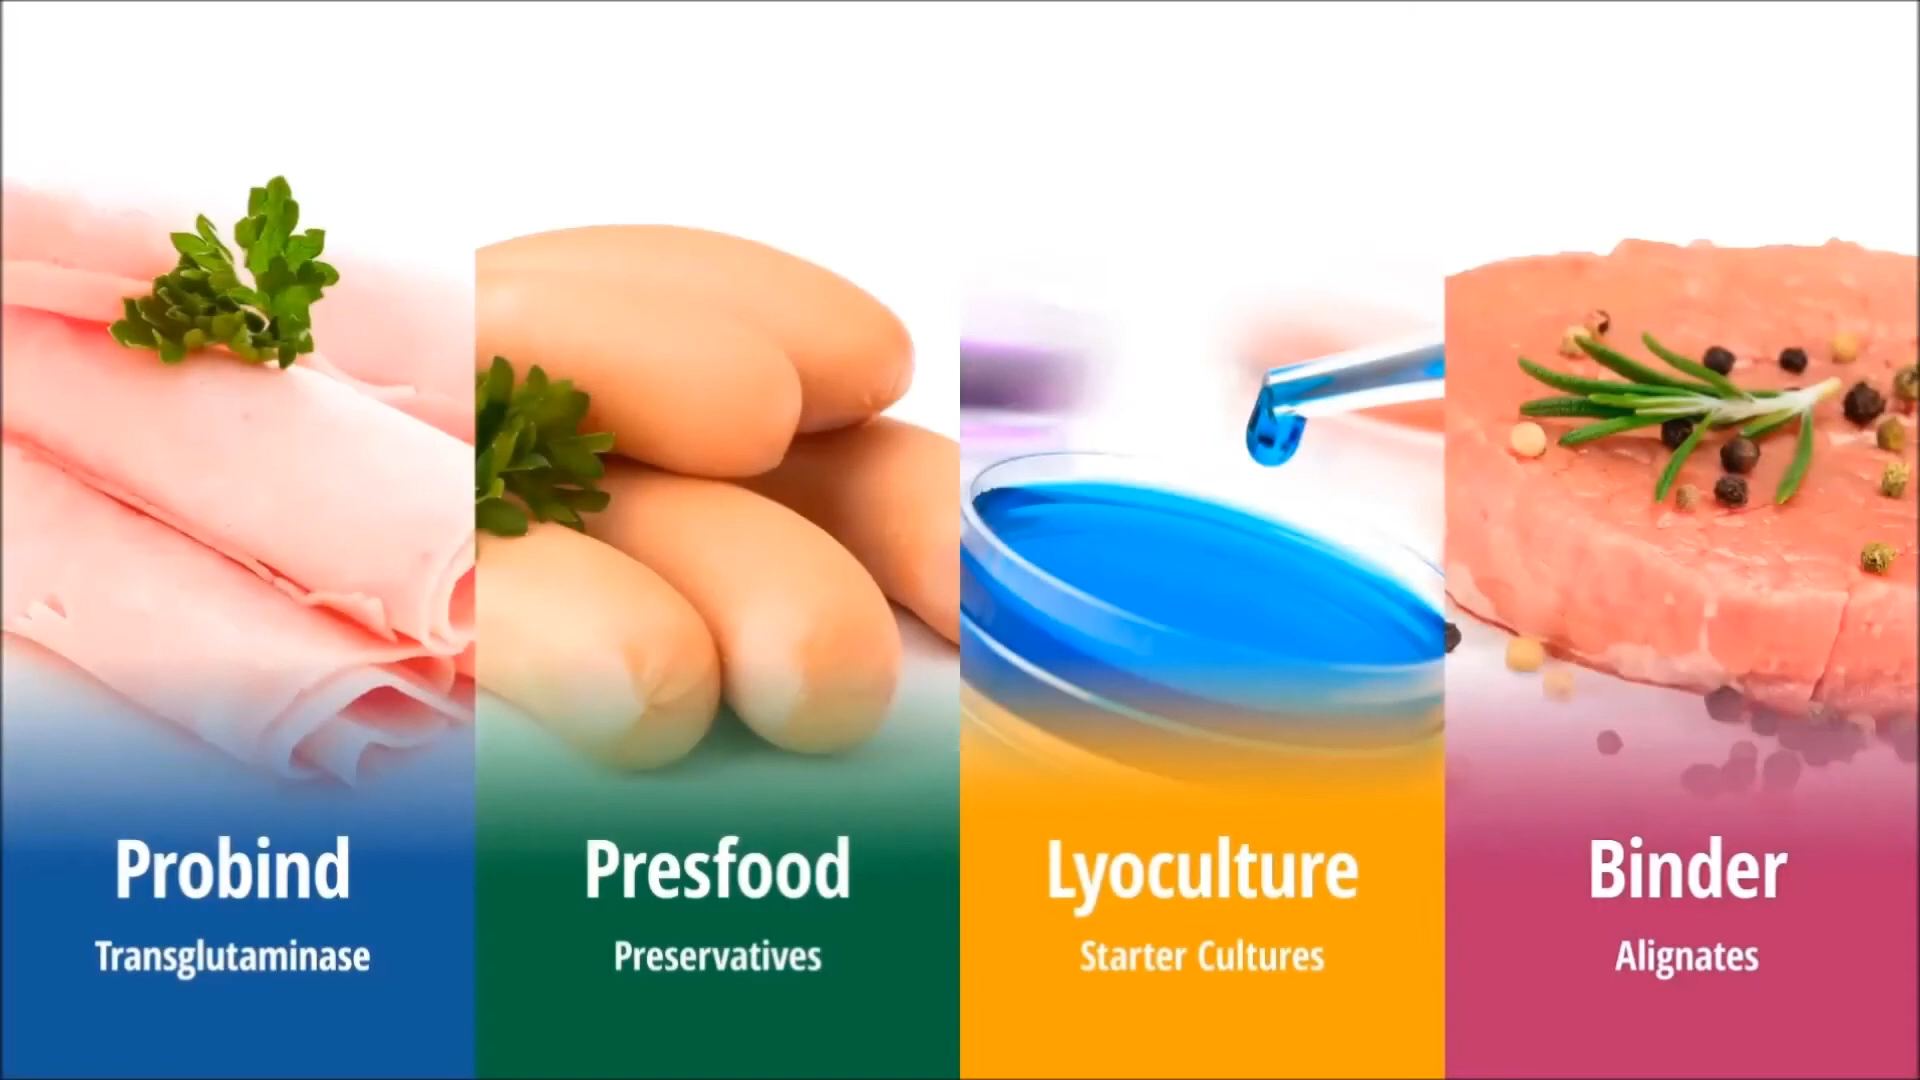 Probind
Transglutaminase
Presfood
Preservatives
Lyoculture
Starter Cultures
Binder
Alignates